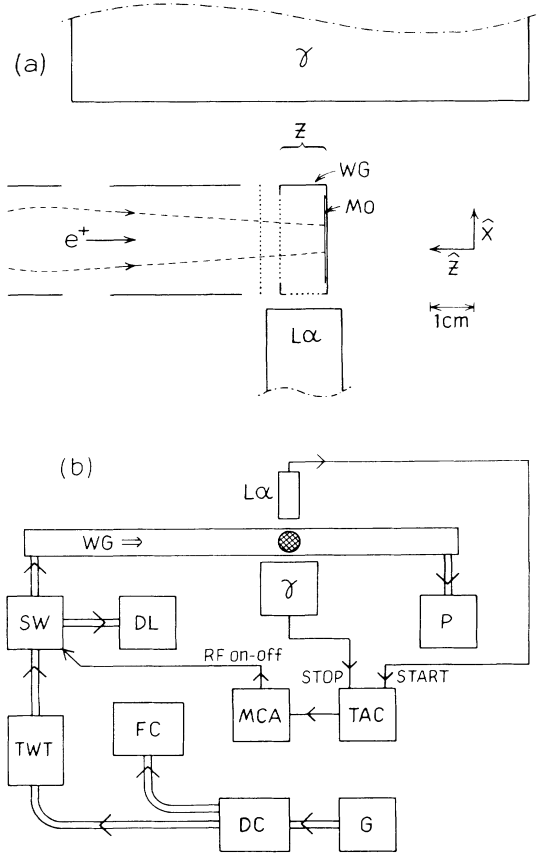 (a)
γ
Z
WG
MO
e⁺
x̂
ẑ
1cm
Lα
(b)
Lα
WG ⇒
γ
SW
DL
P
RF on-off
STOP
START
MCA
TAC
FC
TWT
DC
G